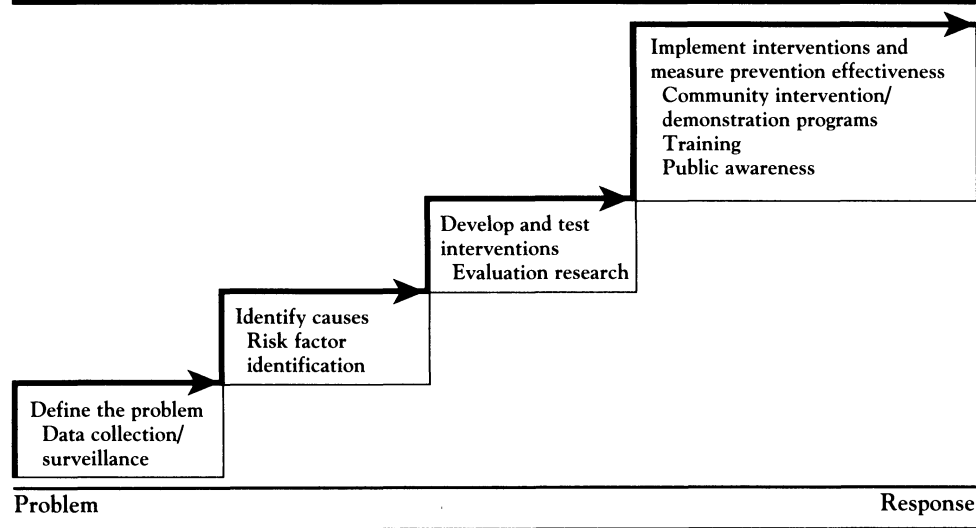 Implement interventions and
measure prevention effectiveness
Community intervention/
demonstration programs
Training
Public awareness
Develop and test
interventions
Evaluation research
Identify causes
Risk factor
identification
Define the problem
Data collection/
surveillance
Problem
Response